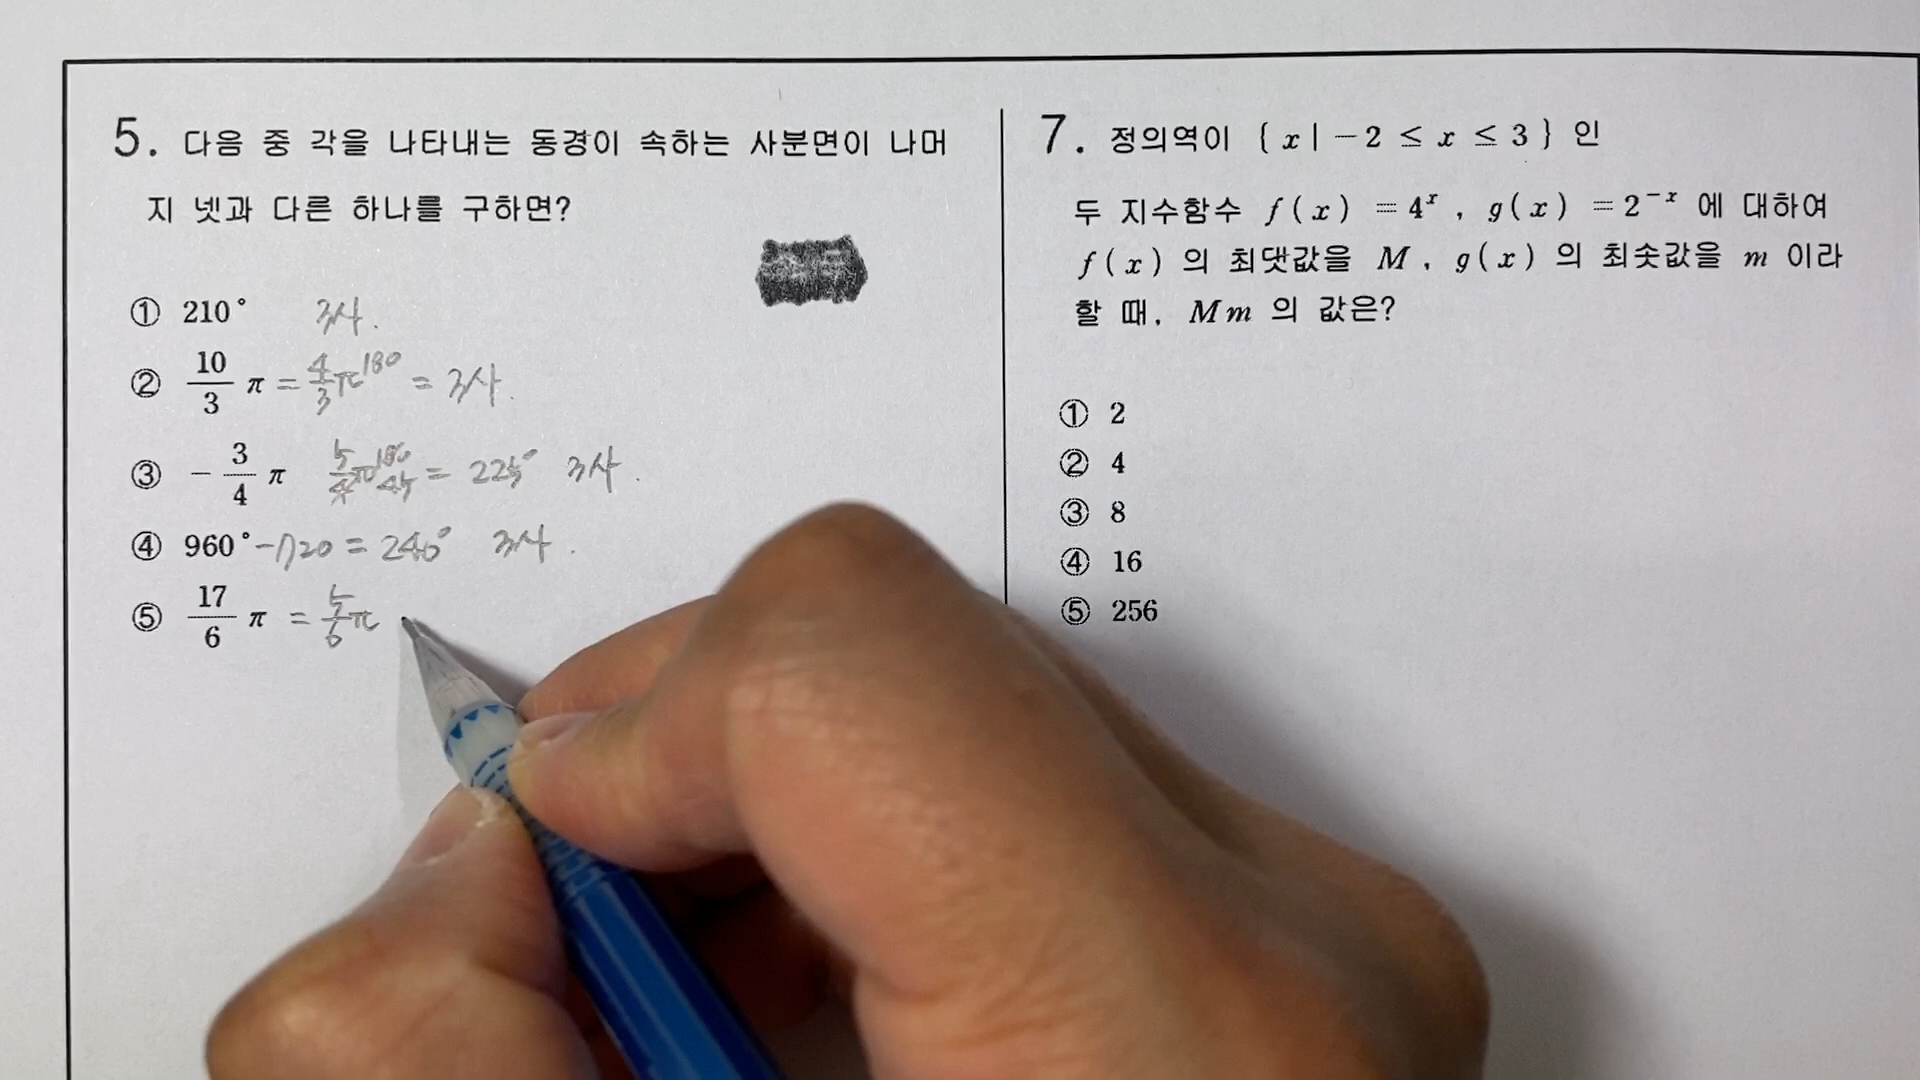 5. 다음 중 각을 나타내는 동경이 속하는 사분면이 나머
지 넷과 다른 하나를 구하면?
① 210° 3사.
② 10/3 π = 4/3 π 180 = 3사.
③ -3/4 π 5/4 π 180 45 = 225° 3사.
④ 960° -720 = 240° 3사.
⑤ 17/6 π = 5/6 π
7. 정의역이 { x | -2 ≤ x ≤ 3 } 인
두 지수함수 f(x) = 4^x , g(x) = 2^-x 에 대하여
f(x) 의 최댓값을 M , g(x) 의 최솟값을 m 이라
할 때, Mm 의 값은?
① 2
② 4
③ 8
④ 16
⑤ 256